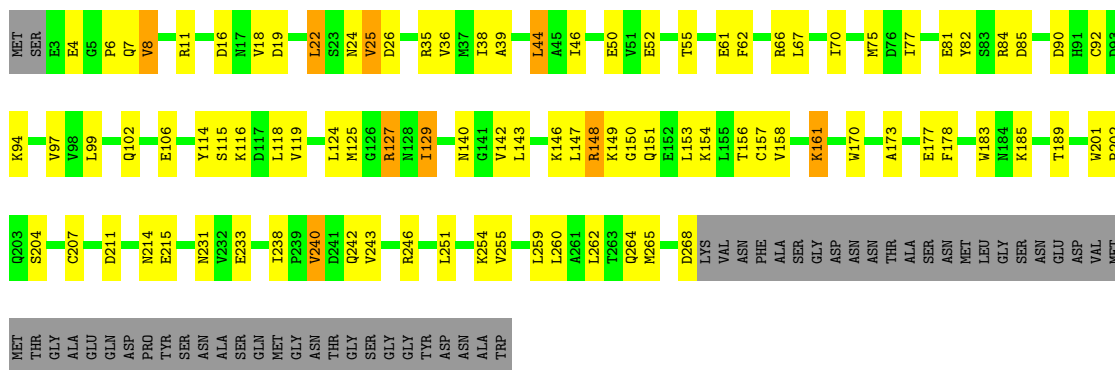 MET SER E3 E4 G5 P6 Q7 V8 R11 D16 N17 V18 D19 L22 S23 N24 V25 D26 R35 V36 M37 I38 A39 L44 A45 I46 E50 V51 E52 T55 E61 F62 R66 L67 I70 M75 D76 I77 E81 Y82 S83 R84 D85 D90 H91 C92 D93
K94 V97 V98 L99 Q102 E106 Y114 S115 K116 D117 L118 V119 L124 M125 G126 R127 N128 I129 N140 G141 V142 L143 K146 L147 R148 K149 G150 Q151 E152 L153 K154 L155 T156 C157 V158 K161 W170 A173 E177 F178 W183 N184 K185 T189 W201
Q203 S204 C207 D211 N214 E215 N231 V232 E233 I238 P239 V240 D241 Q242 V243 R246 L251 K254 V255 L259 L260 A261 L262 T263 Q264 M265 D268 LYS VAL ASN PHE ALA SER GLY ASP ASN ASN THR ALA SER ASN MET LEU GLY SER ASN GLU ASP VAL MET
MET THR GLY ALA GLU GLN ASP PRO TYR SER ASN ALA SER GLN MET GLY ASN THR GLY SER GLY GLY TYR ASP ASN ALA TRP